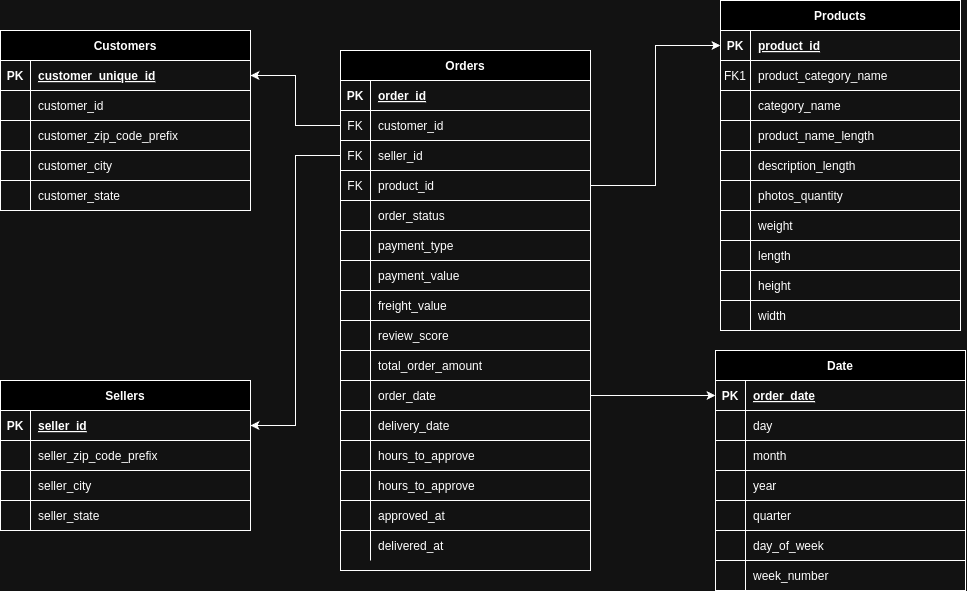 Customers
PK customer_unique_id
customer_id
customer_zip_code_prefix
customer_city
customer_state
Sellers
PK seller_id
seller_zip_code_prefix
seller_city
seller_state
Orders
PK order_id
FK customer_id
FK seller_id
FK product_id
order_status
payment_type
payment_value
freight_value
review_score
total_order_amount
order_date
delivery_date
hours_to_approve
hours_to_approve
approved_at
delivered_at
Products
PK product_id
FK1 product_category_name
category_name
product_name_length
description_length
photos_quantity
weight
length
height
width
Date
PK order_date
day
month
year
quarter
day_of_week
week_number